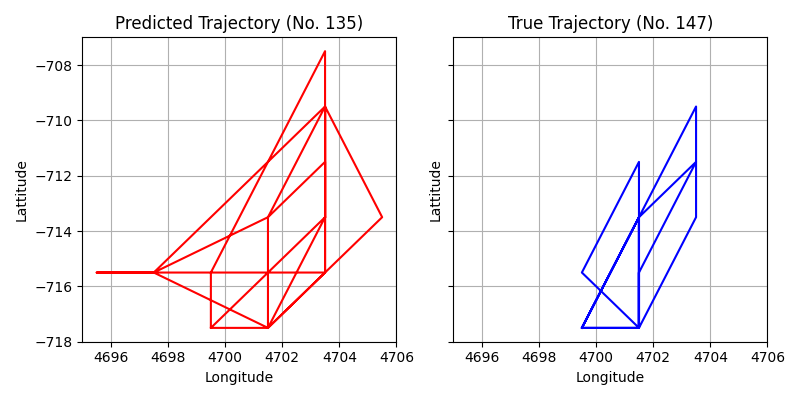 Predicted Trajectory (No. 135)
True Trajectory (No. 147)
Lattitude
−708
−710
−712
−714
−716
−718
4696 4698 4700 4702 4704 4706
Longitude
Lattitude
4696 4698 4700 4702 4704 4706
Longitude